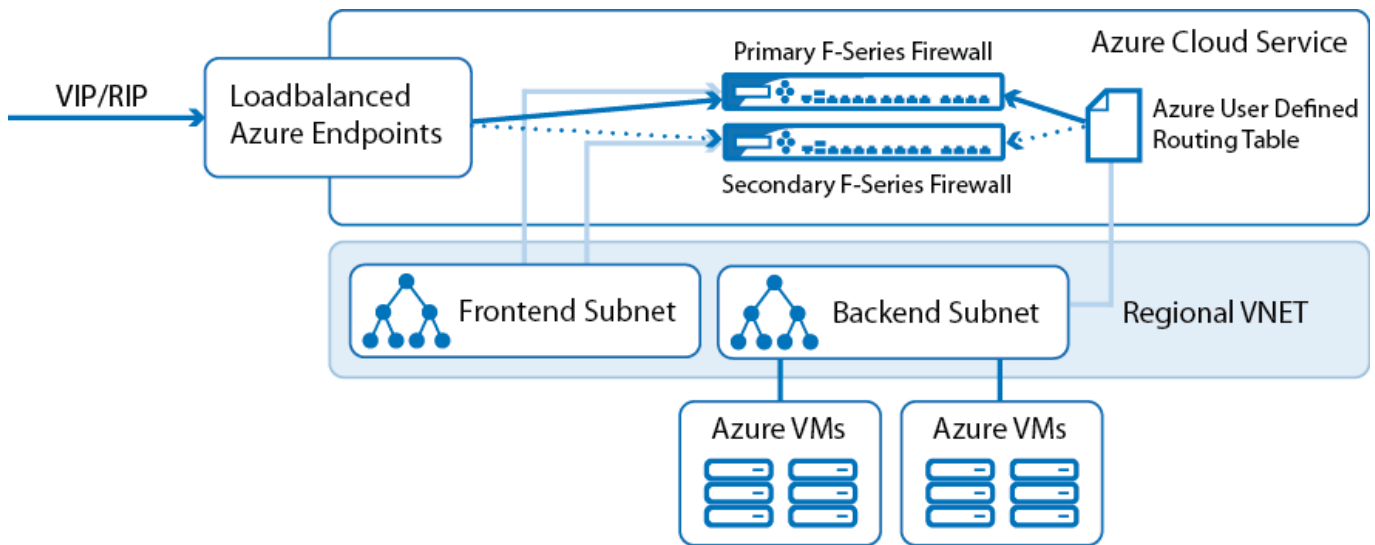 Primary F-Series Firewall
Azure Cloud Service
VIP/RIP
Loadbalanced
Azure Endpoints
Azure User Defined
Routing Table
Secondary F-Series Firewall
Frontend Subnet
Backend Subnet
Regional VNET
Azure VMs
Azure VMs